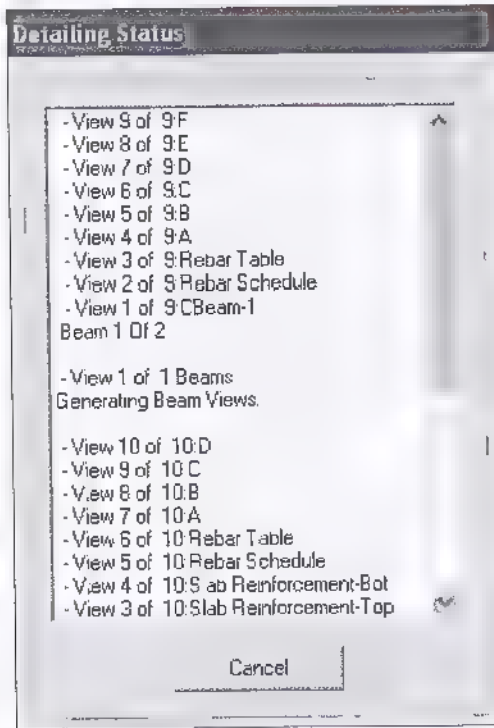 Detailing Status
- View 9 of 9:F
- View 8 of 9:E
- View 7 of 9:D
- View 6 of 9:C
- View 5 of 9:B
- View 4 of 9:A
- View 3 of 9:Rebar Table
- View 2 of 9:Rebar Schedule
- View 1 of 9:CBeam-1
Beam 1 Of 2
- View 1 of 1 Beams
Generating Beam Views.
- View 10 of 10:D
- View 9 of 10:C
- View 8 of 10:B
- View 7 of 10:A
- View 6 of 10:Rebar Table
- View 5 of 10:Rebar Schedule
- View 4 of 10:Slab Reinforcement-Bot
- View 3 of 10:Slab Reinforcement-Top
Cancel